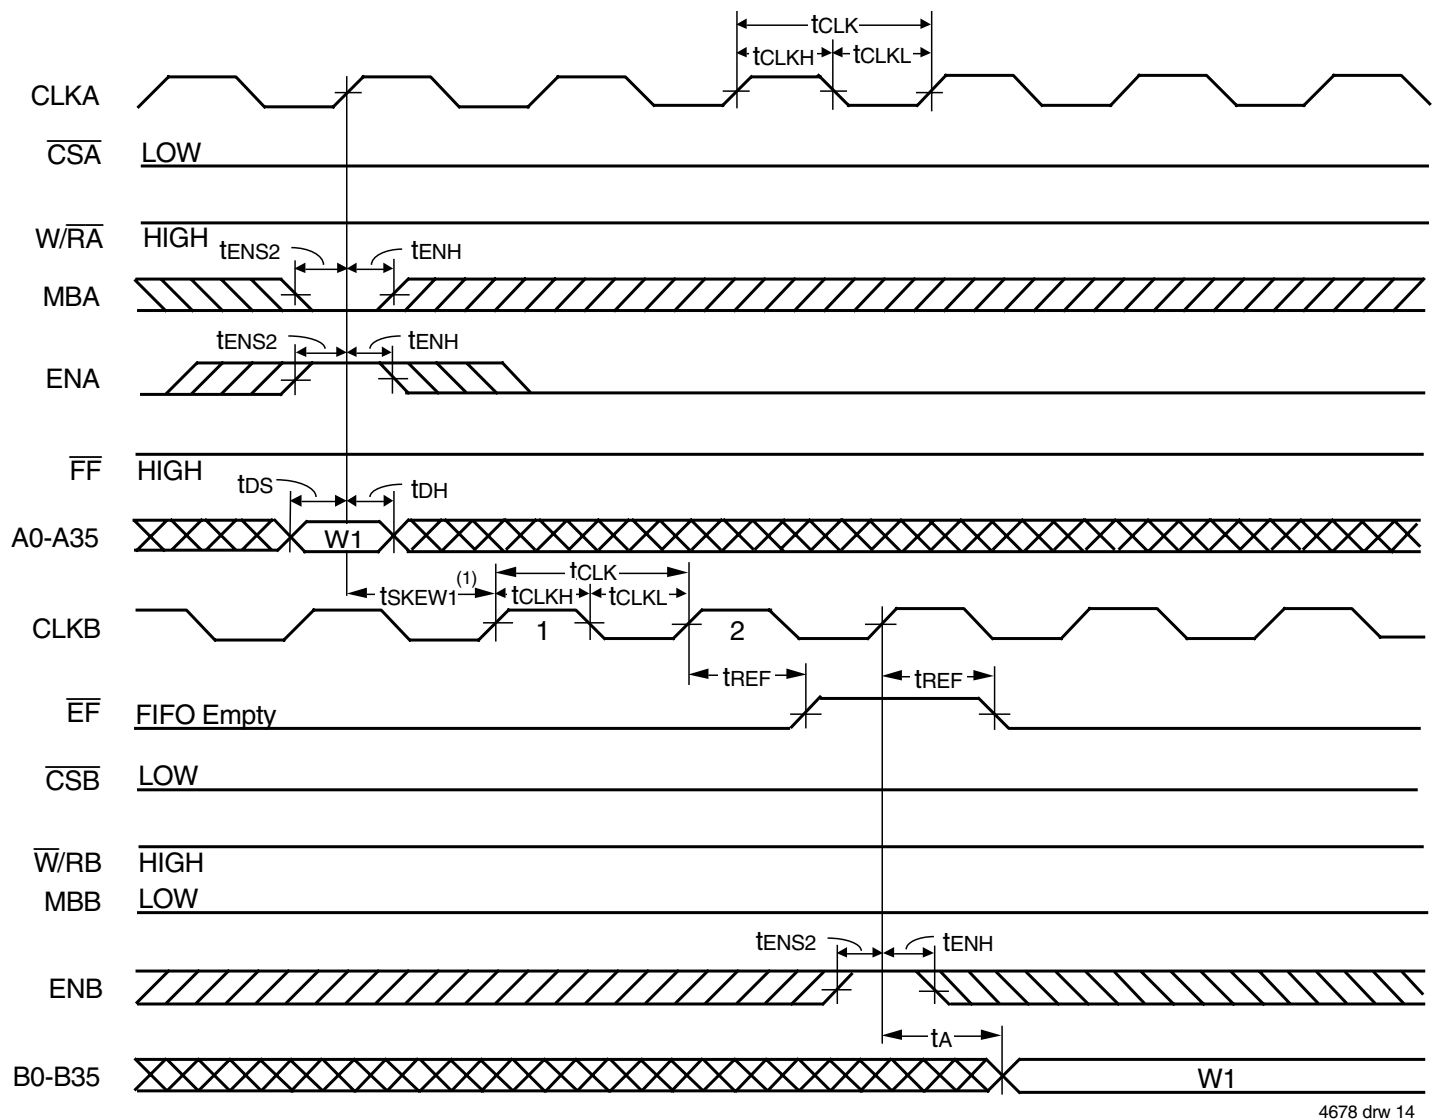 tCLK
tCLKH tCLKL
CLKA
CSA LOW
W/RA HIGH
tENS2 tENH
MBA
tENS2 tENH
ENA
FF HIGH
tDS tDH
A0-A35 W1
tCLK
tSKEW1(1) tCLKH tCLKL
CLKB 1 2
tREF tREF
EF FIFO Empty
CSB LOW
W/RB HIGH
MBB LOW
tENS2 tENH
ENB
tA
B0-B35 W1
4678 drw 14